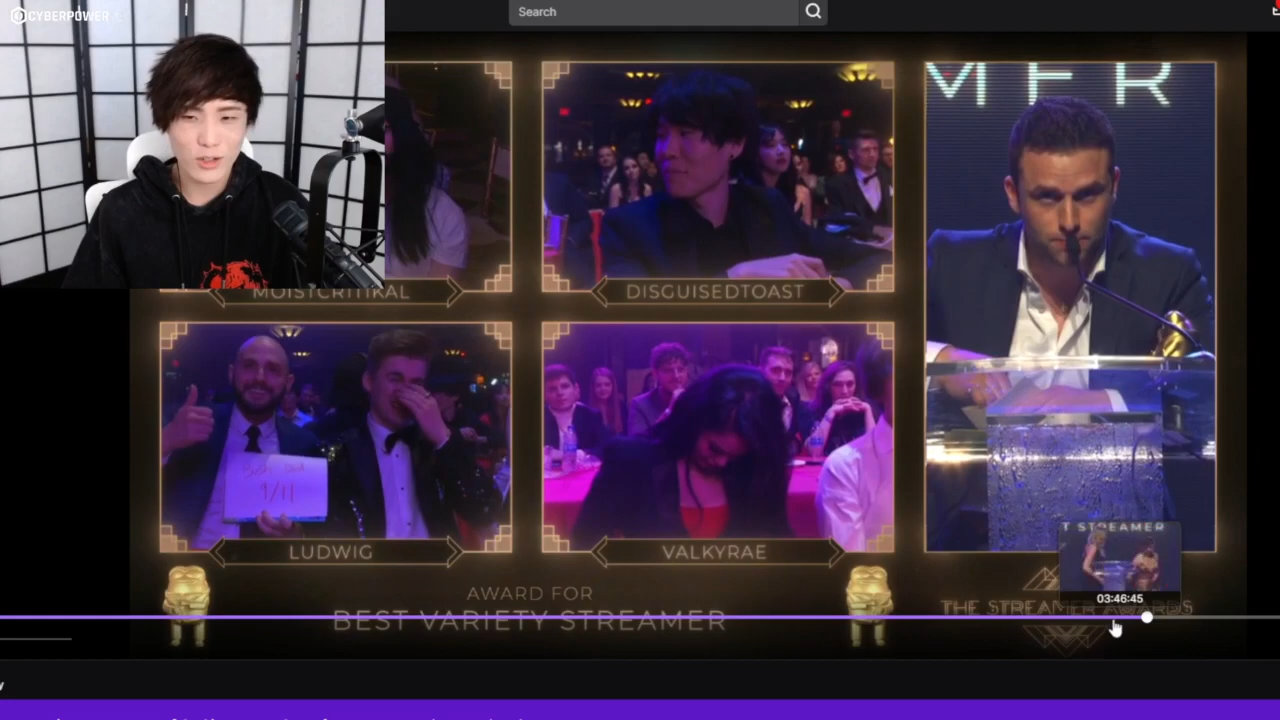 CYBERPOWER
Search
MER
MOISTCRITIKAL
DISGUISEDTOAST
9/11
LUDWIG
VALKYRAE
T STREAMER
AWARD FOR
BEST VARIETY STREAMER
03:46:45
THE STREAMER AWARDS